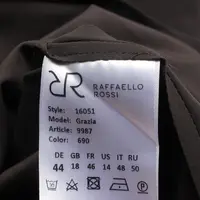 RAFFAELLO
ROSSI
Style: 16051
Model: Grazia
Article: 9987
Color: 690
DE GB FR US IT RU
44 18 46 14 48 50